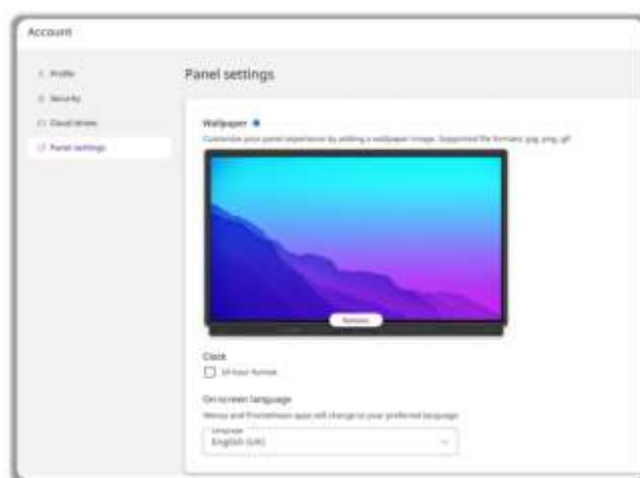 Account
Profile
Security
Cloud drives
Panel settings
Panel settings
Wallpaper
Customize your panel experience by adding a wallpaper image. Supported file formats: jpg, png, gif
Remove
Clock
24 hour format
On-screen language
Menus and Promethean apps will change to your preferred language
Language
English (UK)